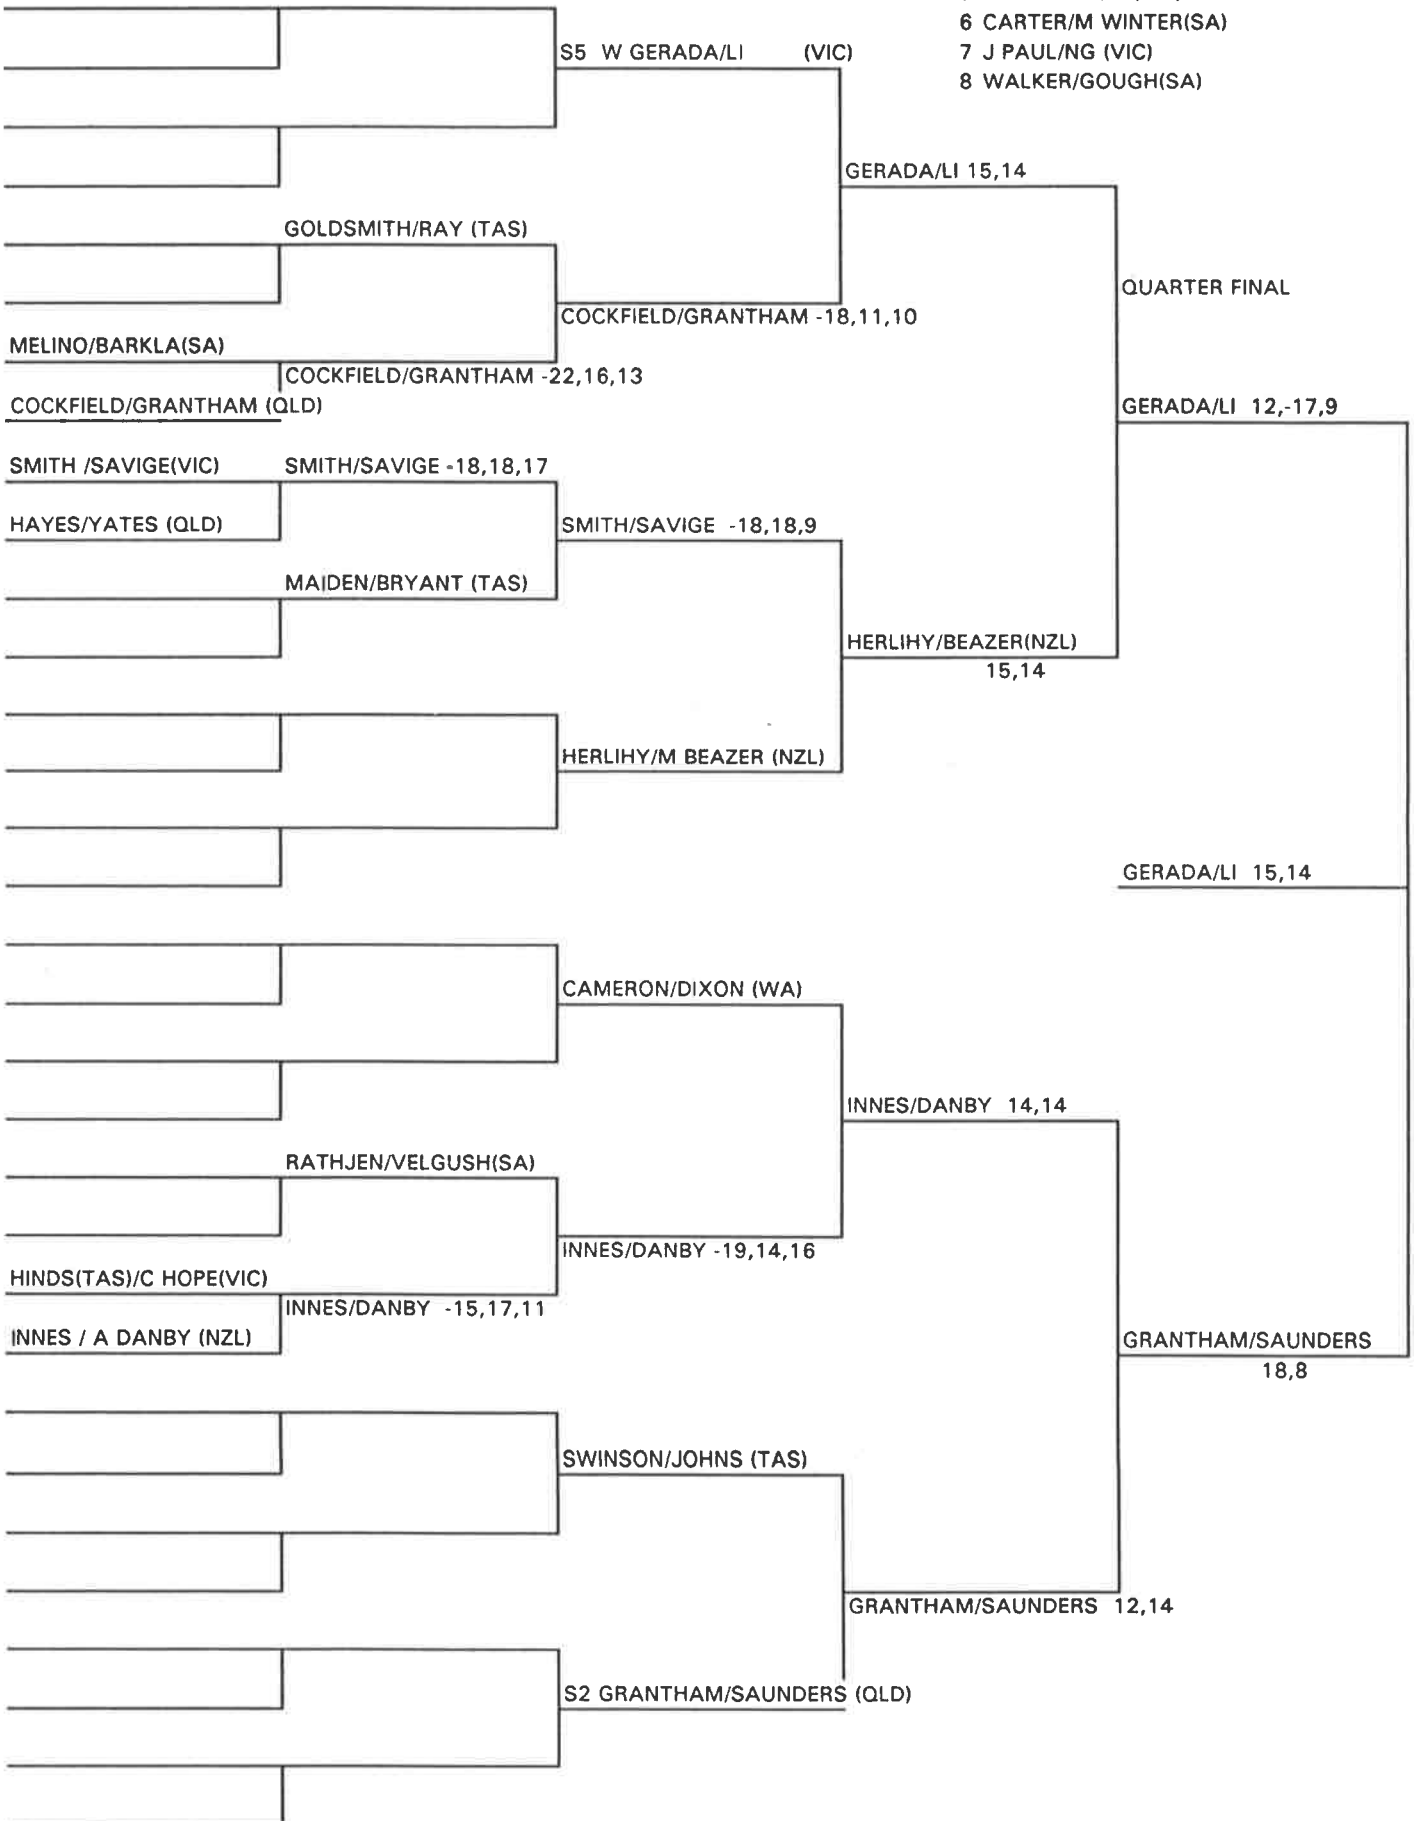 6 CARTER/M WINTER(SA)
7 J PAUL/NG (VIC)
8 WALKER/GOUGH(SA)
S5 W GERADA/LI (VIC)
GERADA/LI 15,14
GOLDSMITH/RAY (TAS)
QUARTER FINAL
COCKFIELD/GRANTHAM -18,11,10
MELINO/BARKLA(SA)
COCKFIELD/GRANTHAM -22,16,13
COCKFIELD/GRANTHAM (QLD)
GERADA/LI 12,-17,9
SMITH /SAVIGE(VIC)
SMITH/SAVIGE -18,18,17
HAYES/YATES (QLD)
SMITH/SAVIGE -18,18,9
MAIDEN/BRYANT (TAS)
HERLIHY/BEAZER(NZL)
15,14
HERLIHY/M BEAZER (NZL)
GERADA/LI 15,14
CAMERON/DIXON (WA)
INNES/DANBY 14,14
RATHJEN/VELGUSH(SA)
INNES/DANBY -19,14,16
HINDS(TAS)/C HOPE(VIC)
INNES/DANBY -15,17,11
INNES / A DANBY (NZL)
GRANTHAM/SAUNDERS
18,8
SWINSON/JOHNS (TAS)
GRANTHAM/SAUNDERS 12,14
S2 GRANTHAM/SAUNDERS (QLD)